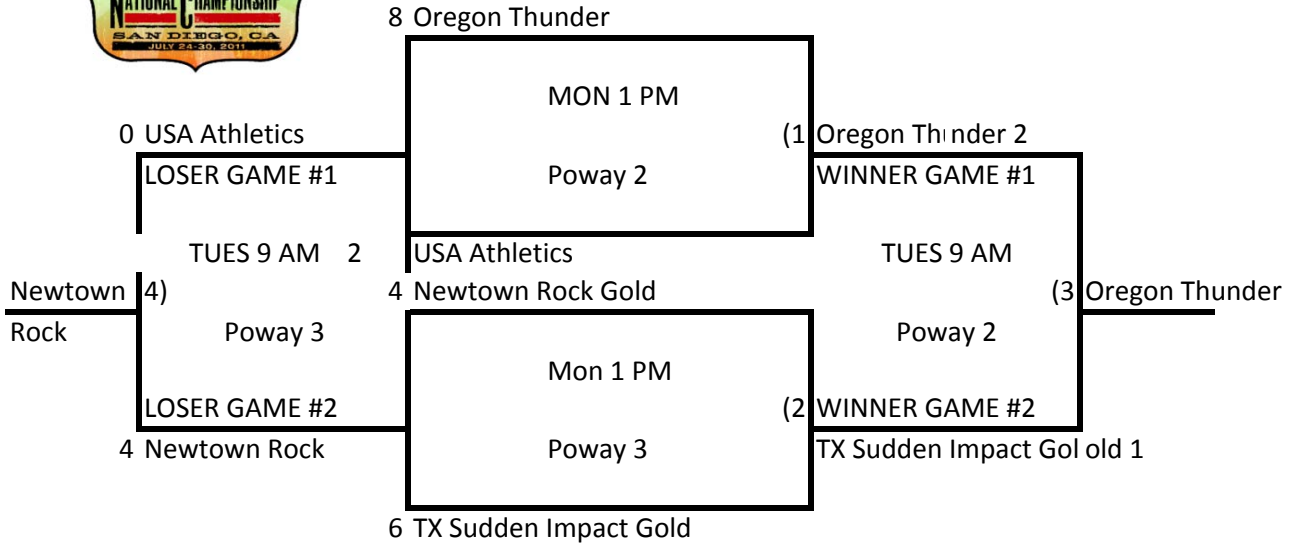 NATIONAL CHAMPIONSHIP
SAN DIEGO, CA
JULY 24-30, 2011
8 Oregon Thunder
MON 1 PM
0 USA Athletics
(1 Oregon Thunder 2
LOSER GAME #1
Poway 2
WINNER GAME #1
TUES 9 AM 2
USA Athletics
TUES 9 AM
Newtown 4)
4 Newtown Rock Gold
(3 Oregon Thunder
Rock
Poway 3
Poway 2
Mon 1 PM
LOSER GAME #2
(2 WINNER GAME #2
4 Newtown Rock
Poway 3
TX Sudden Impact Gol old 1
6 TX Sudden Impact Gold